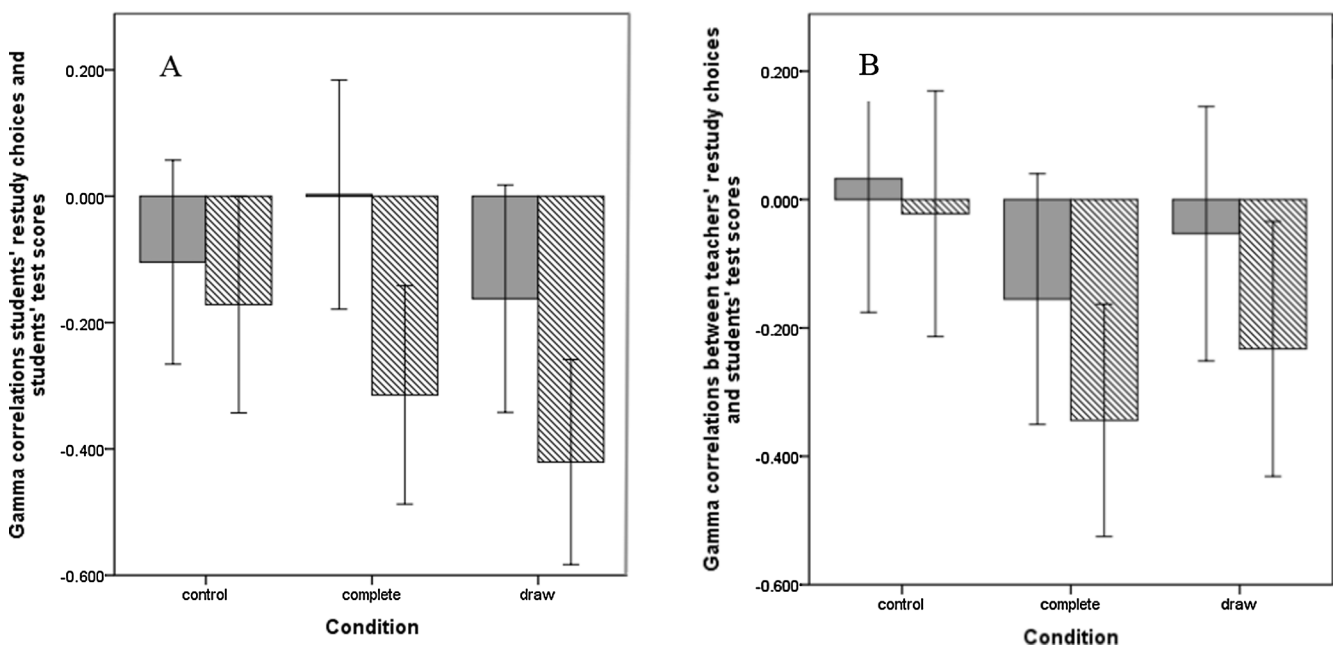 Gamma correlations students' restudy choices and
students' test scores
A
0.200
0.000
-0.200
-0.400
-0.600
control
complete
draw
Condition
Gamma correlations between teachers' restudy choices
and students' test scores
B
0.200
0.000
-0.200
-0.400
-0.600
control
complete
draw
Condition